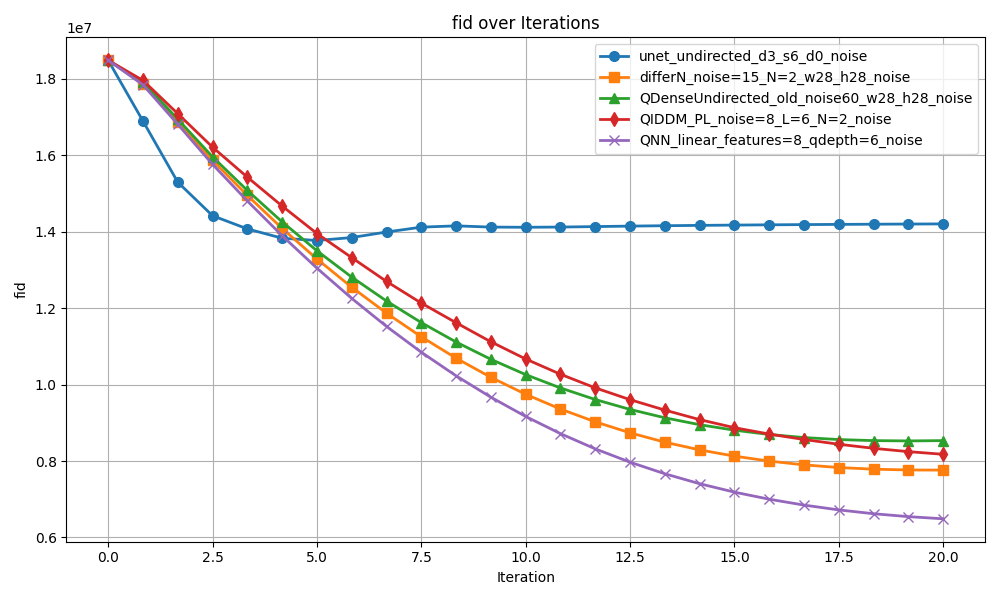 fid over Iterations
1e7
unet_undirected_d3_s6_d0_noise
differN_noise=15_N=2_w28_h28_noise
QDenseUndirected_old_noise60_w28_h28_noise
QIDDM_PL_noise=8_L=6_N=2_noise
QNN_linear_features=8_qdepth=6_noise
1.8
1.6
1.4
1.2
1.0
0.8
0.6
fid
0.0 2.5 5.0 7.5 10.0 12.5 15.0 17.5 20.0
Iteration